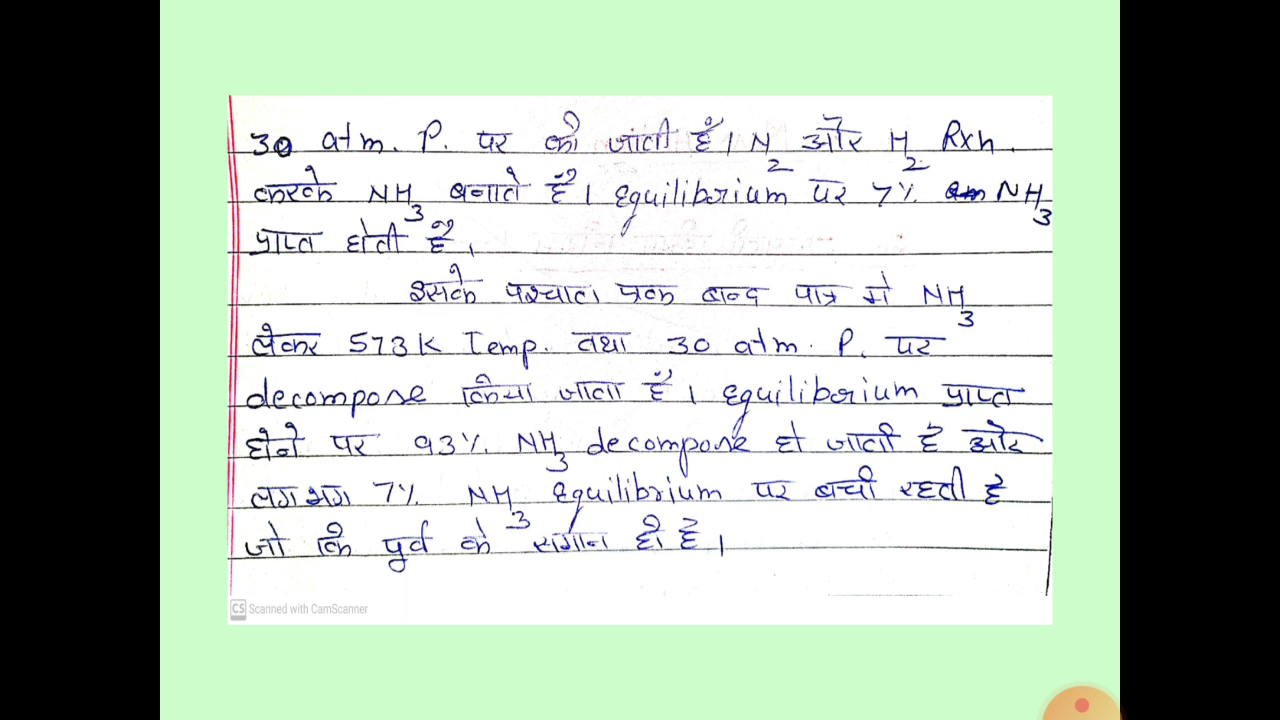 30 atm. P. पर की जाती है। N2 और H2 Rxn.
करके NH3 बनाते हैं। Equilibrium पर 7% NH3
प्राप्त होती है।
इसके पश्चात एक बन्द पात्र मे NH3
लेकर 573K Temp. तथा 30 atm. P. पर
decompose किया जाता है। Equilibrium प्राप्त
होने पर 93% NH3 decompose हो जाती है और
लगभग 7% NH3 Equilibrium पर बची रहती है
जो कि पूर्व के समान ही है।
CS Scanned with CamScanner